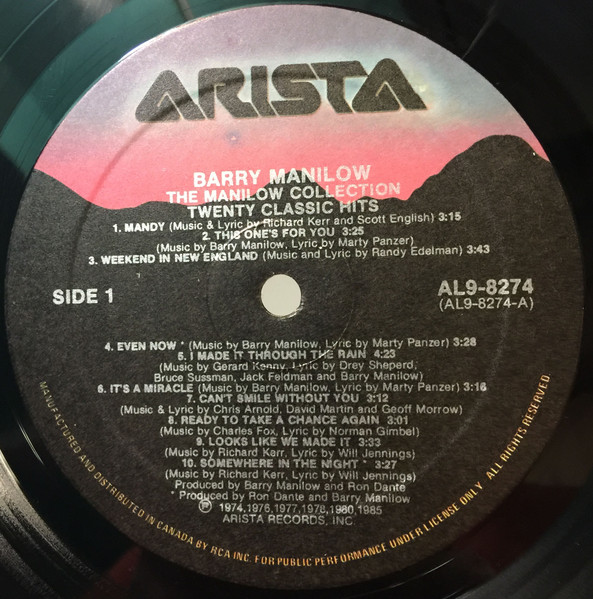 ARISTA
BARRY MANILOW
THE MANILOW COLLECTION
TWENTY CLASSIC HITS
1. MANDY (Music & Lyric by Richard Kerr and Scott English) 3:15
2. THIS ONE'S FOR YOU 3:25
(Music by Barry Manilow, Lyric by Marty Panzer)
3. WEEKEND IN NEW ENGLAND (Music and Lyric by Randy Edelman) 3:43
SIDE 1
AL9-8274
(AL9-8274-A)
4. EVEN NOW * (Music by Barry Manilow, Lyric by Marty Panzer) 3:28
5. I MADE IT THROUGH THE RAIN 4:23
(Music by Gerard Kenny, Lyric by Drey Sheperd,
Bruce Sussman, Jack Feldman and Barry Manilow)
6. IT'S A MIRACLE (Music by Barry Manilow, Lyric by Marty Panzer) 3:16
7. CAN'T SMILE WITHOUT YOU 3:12
(Music & Lyric by Chris Arnold, David Martin and Geoff Morrow)
8. READY TO TAKE A CHANCE AGAIN 3:01
(Music by Charles Fox, Lyric by Norman Gimbel)
9. LOOKS LIKE WE MADE IT 3:33
(Music by Richard Kerr, Lyric by Will Jennings)
10. SOMEWHERE IN THE NIGHT * 3:27
(Music by Richard Kerr, Lyric by Will Jennings)
Produced by Barry Manilow and Ron Dante
* Produced by Ron Dante and Barry Manilow
℗ 1974,1976,1977,1978,1980,1985
ARISTA RECORDS, INC.
MANUFACTURED AND DISTRIBUTED IN CANADA BY RCA INC. FOR PUBLIC PERFORMANCE UNDER LICENSE ONLY ALL RIGHTS RESERVED